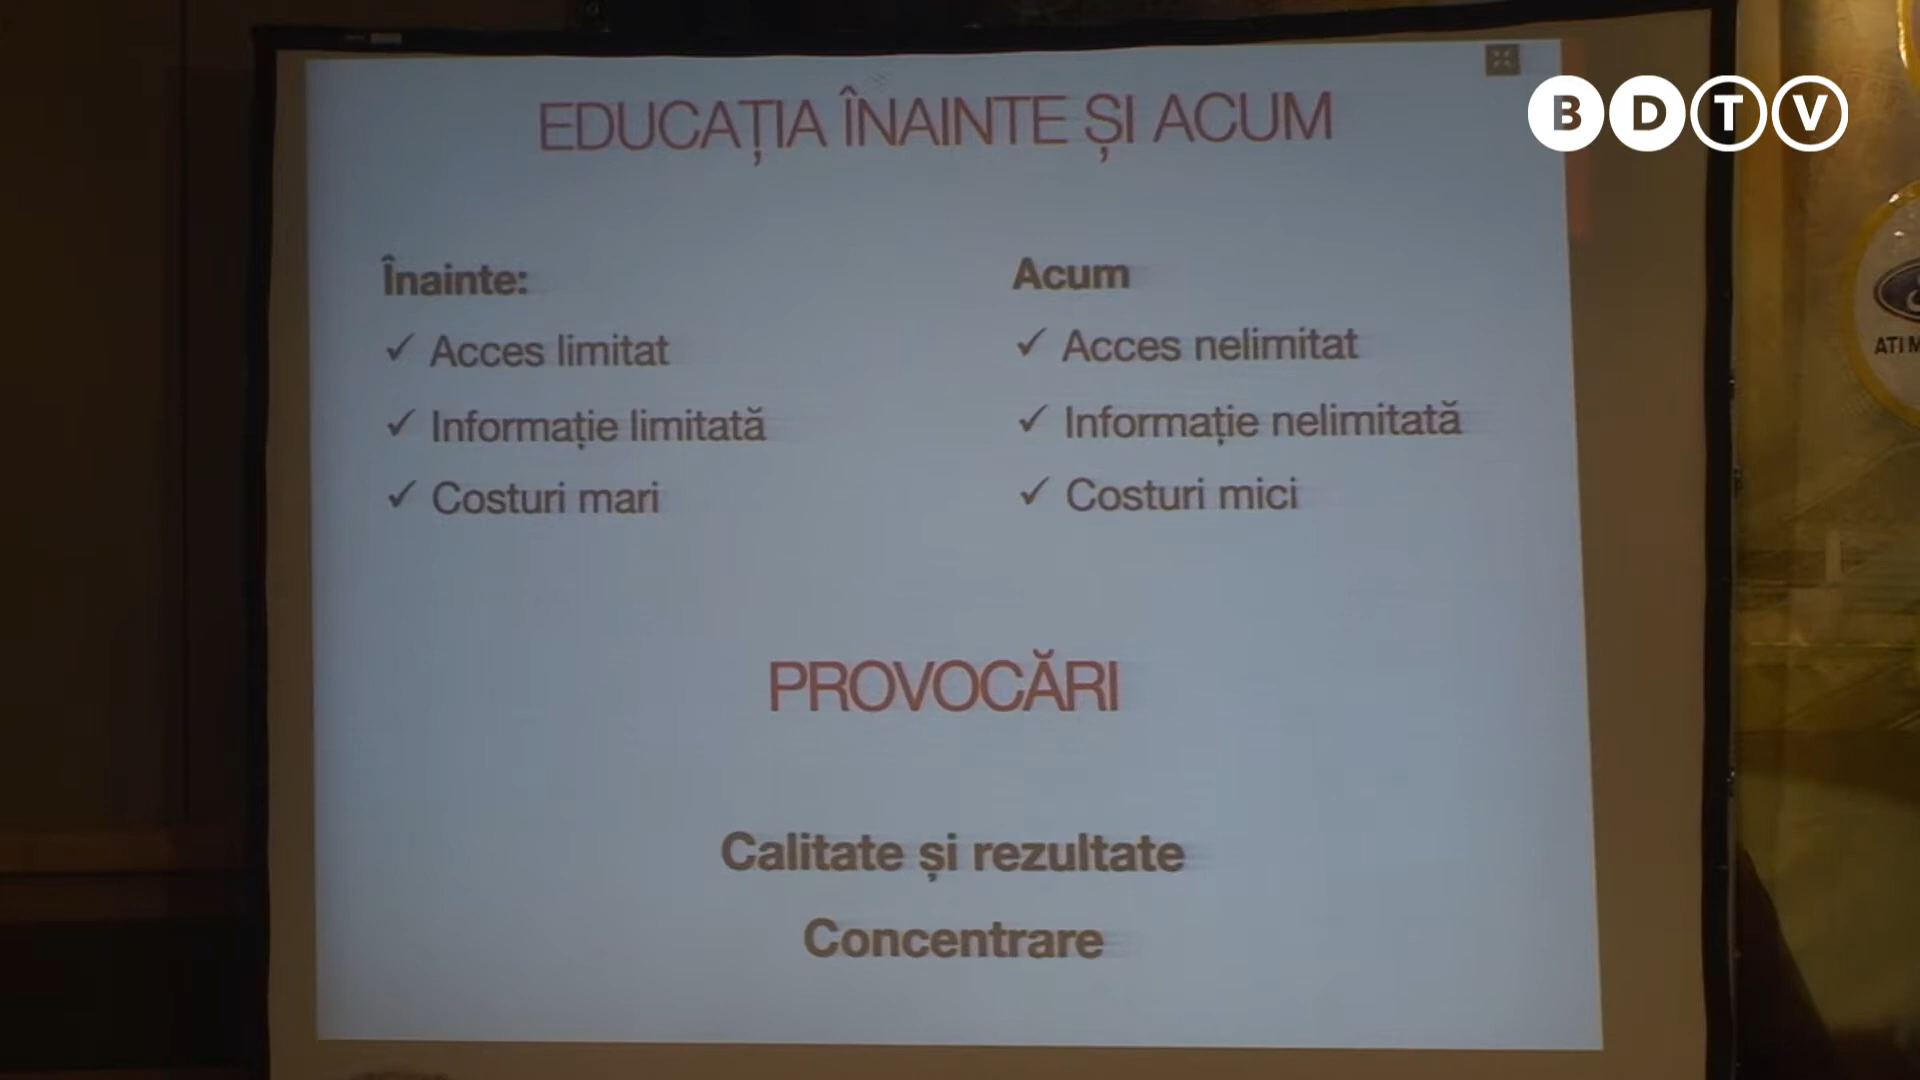 BDTV
EDUCAȚIA ÎNAINTE ȘI ACUM
Înainte:
✓ Acces limitat
✓ Informație limitată
✓ Costuri mari
Acum
✓ Acces nelimitat
✓ Informație nelimitată
✓ Costuri mici
PROVOCĂRI
Calitate și rezultate
Concentrare
ATI M